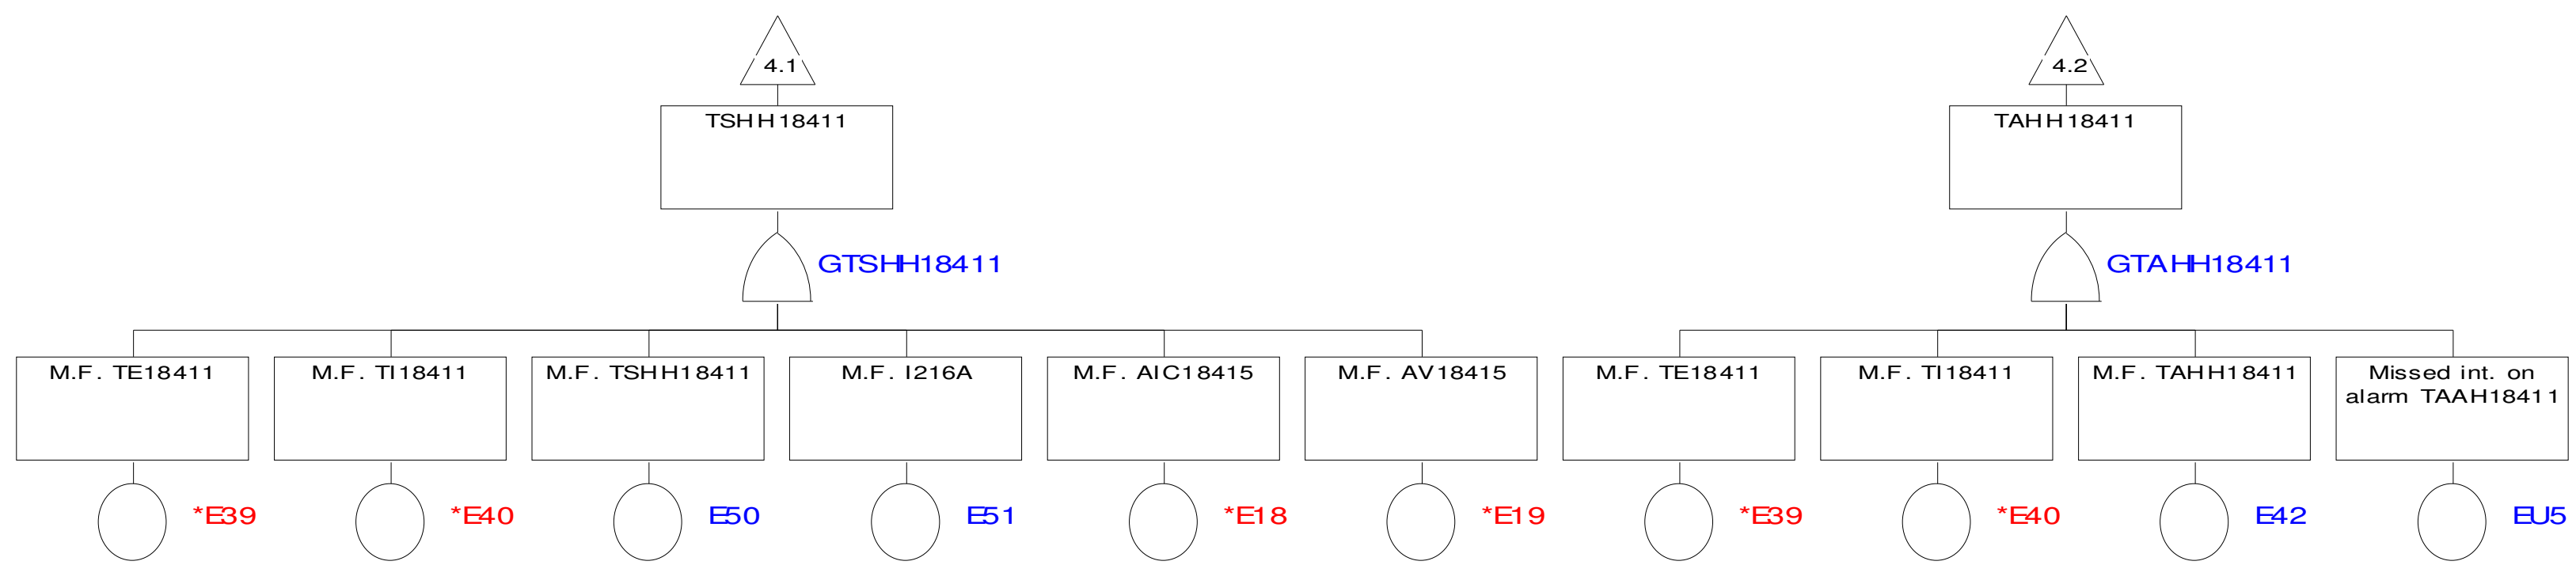 4.1
4.2
TSHH18411
TAHH18411
GTSHH18411
GTAHH18411
M.F. TE18411
M.F. TI18411
M.F. TSHH18411
M.F. I216A
M.F. AIC18415
M.F. AV18415
M.F. TE18411
M.F. TI18411
M.F. TAHH18411
Missed int. on
alarm TAAH18411
*E39
*E40
E50
E51
*E18
*E19
*E39
*E40
E42
EU5